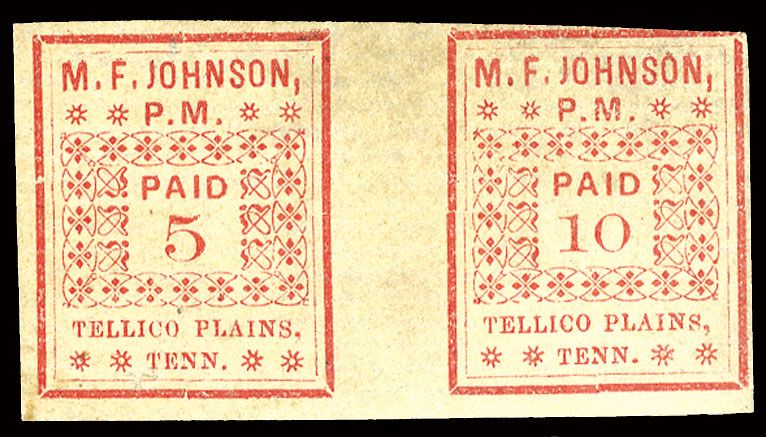 M. F. JOHNSON,
* * P.M. * *
PAID
5
TELLICO PLAINS,
* * TENN. * *
M. F. JOHNSON,
* * P.M. * *
PAID
10
TELLICO PLAINS,
* * TENN. * *